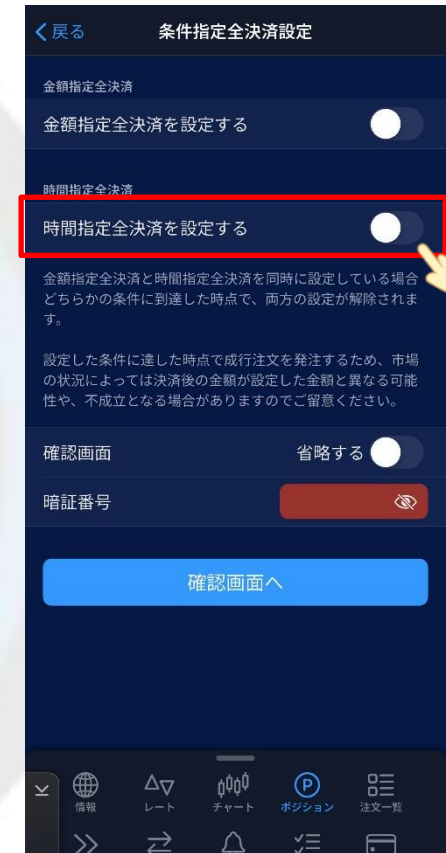 戻る 条件指定全決済設定
金額指定全決済
金額指定全決済を設定する
時間指定全決済
時間指定全決済を設定する
金額指定全決済と時間指定全決済を同時に設定している場合
どちらかの条件に到達した時点で、両方の設定が解除されま
す。
設定した条件に達した時点で成行注文を発注するため、市場
の状況によっては決済後の金額が設定した金額と異なる可能
性や、不成立となる場合がありますのでご留意ください。
確認画面 省略する
暗証番号
確認画面へ
情報 レート チャート ポジション 注文一覧